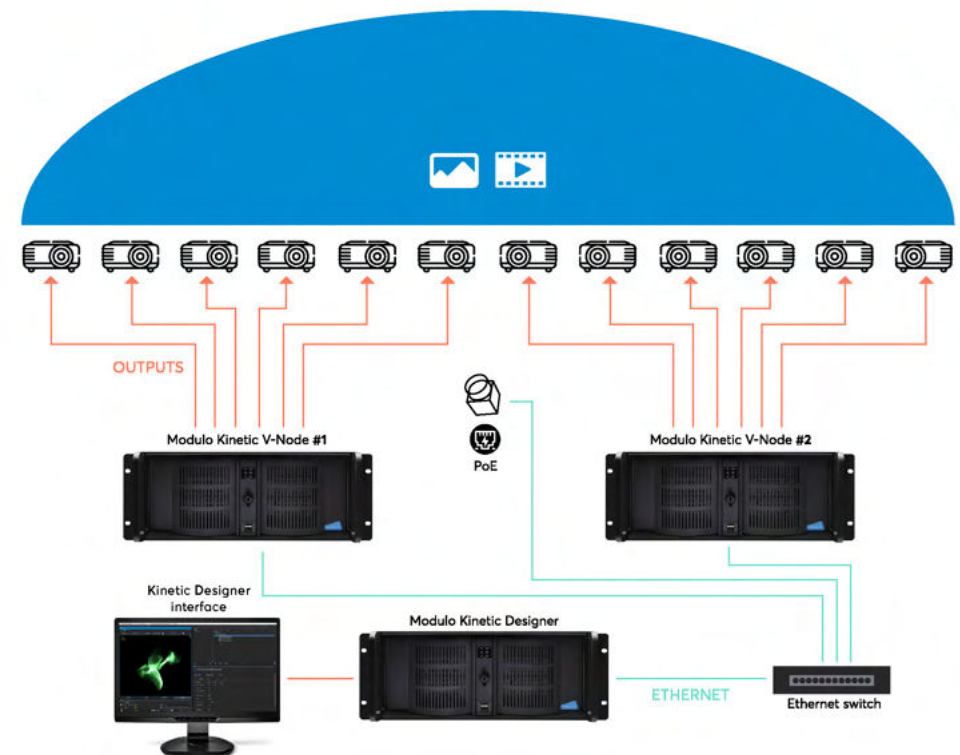 OUTPUTS
Modulo Kinetic V-Node #1
Modulo Kinetic V-Node #2
PoE
Kinetic Designer
interface
Modulo Kinetic Designer
ETHERNET
Ethernet switch